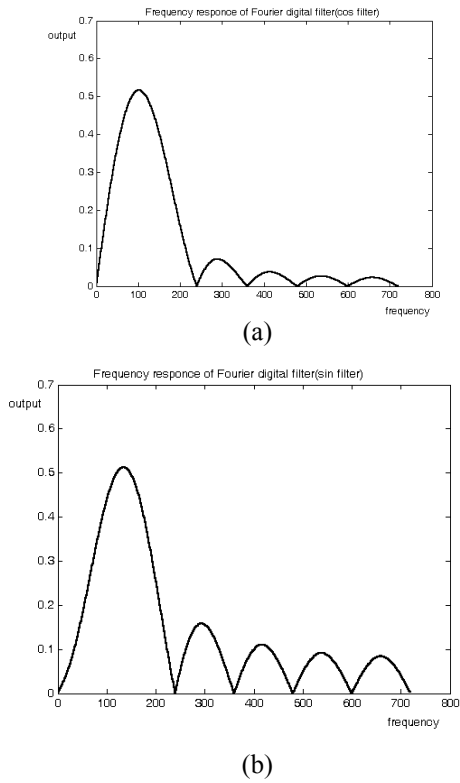 Frequency responce of Fourier digital filter(cos filter)
output
0.7
0.6
0.5
0.4
0.3
0.2
0.1
0
0 100 200 300 400 500 600 700 800
frequency
(a)
Frequency responce of Fourier digital filter(sin filter)
output
0.7
0.6
0.5
0.4
0.3
0.2
0.1
0
0 100 200 300 400 500 600 700 800
frequency
(b)